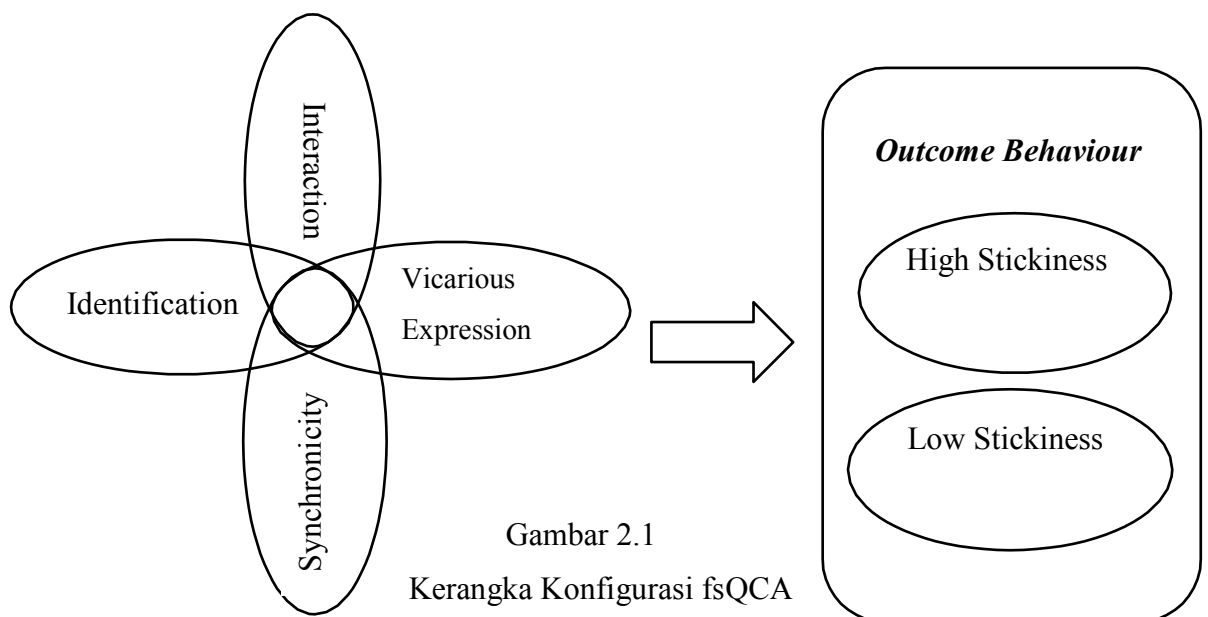 Interaction
Identification
Vicarious
Expression
Synchronicity
Outcome Behaviour
High Stickiness
Low Stickiness
Gambar 2.1
Kerangka Konfigurasi fsQCA